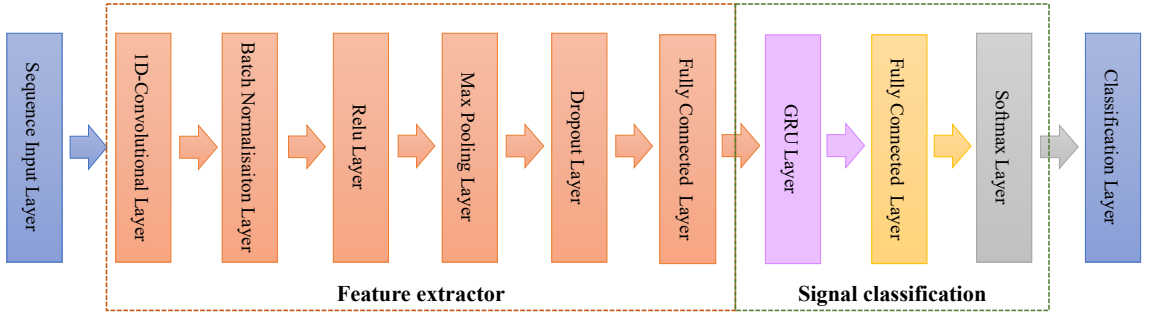 Sequence Input Layer
1D-Convolutional Layer
Batch Normalisaiton Layer
Relu Layer
Max Pooling Layer
Dropout Layer
Fully Connected Layer
GRU Layer
Fully Connected Layer
Softmax Layer
Classification Layer
Feature extractor
Signal classification